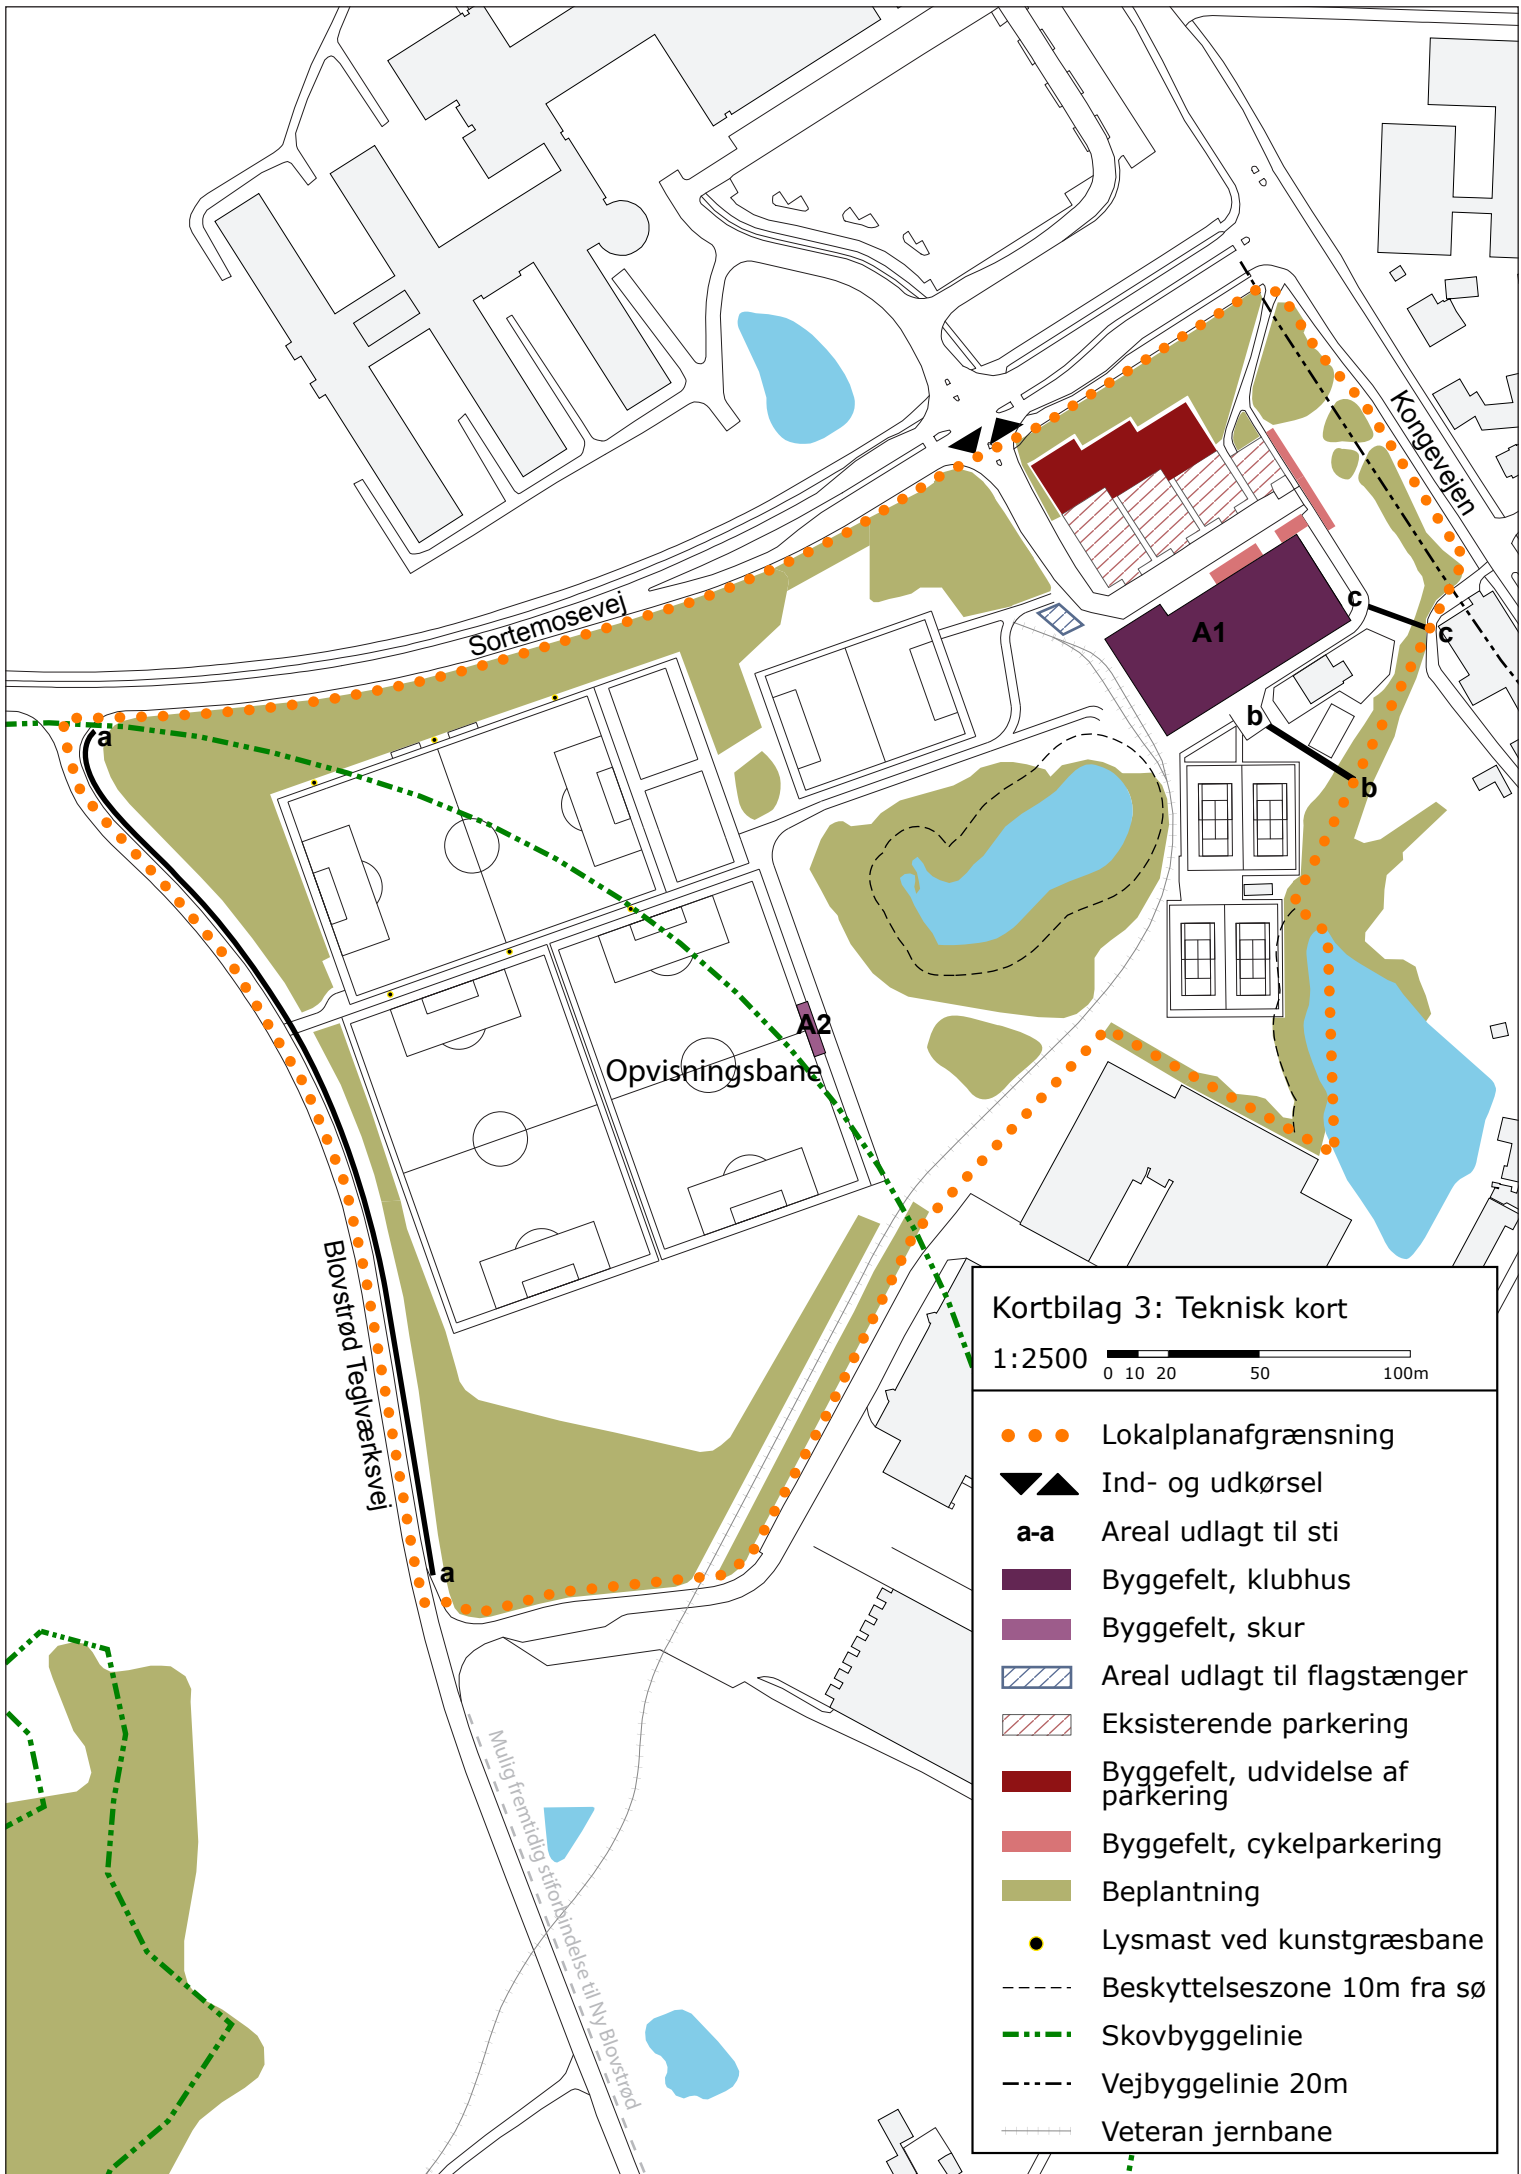 Kongevejen
Sortemosevej
A1
c
c
b
b
a
A2
Opvisningsbane
Blovstrød Teglværksvej
a
Mulig fremtidig stiforbindelse til Ny Blovstrød
Kortbilag 3: Teknisk kort
1:2500
0 10 20 50 100m
Lokalplanafgrænsning
Ind- og udkørsel
a-a Areal udlagt til sti
Byggefelt, klubhus
Byggefelt, skur
Areal udlagt til flagstænger
Eksisterende parkering
Byggefelt, udvidelse af
parkering
Byggefelt, cykelparkering
Beplantning
Lysmast ved kunstgræsbane
Beskyttelseszone 10m fra sø
Skovbyggelinie
Vejbyggelinie 20m
Veteran jernbane